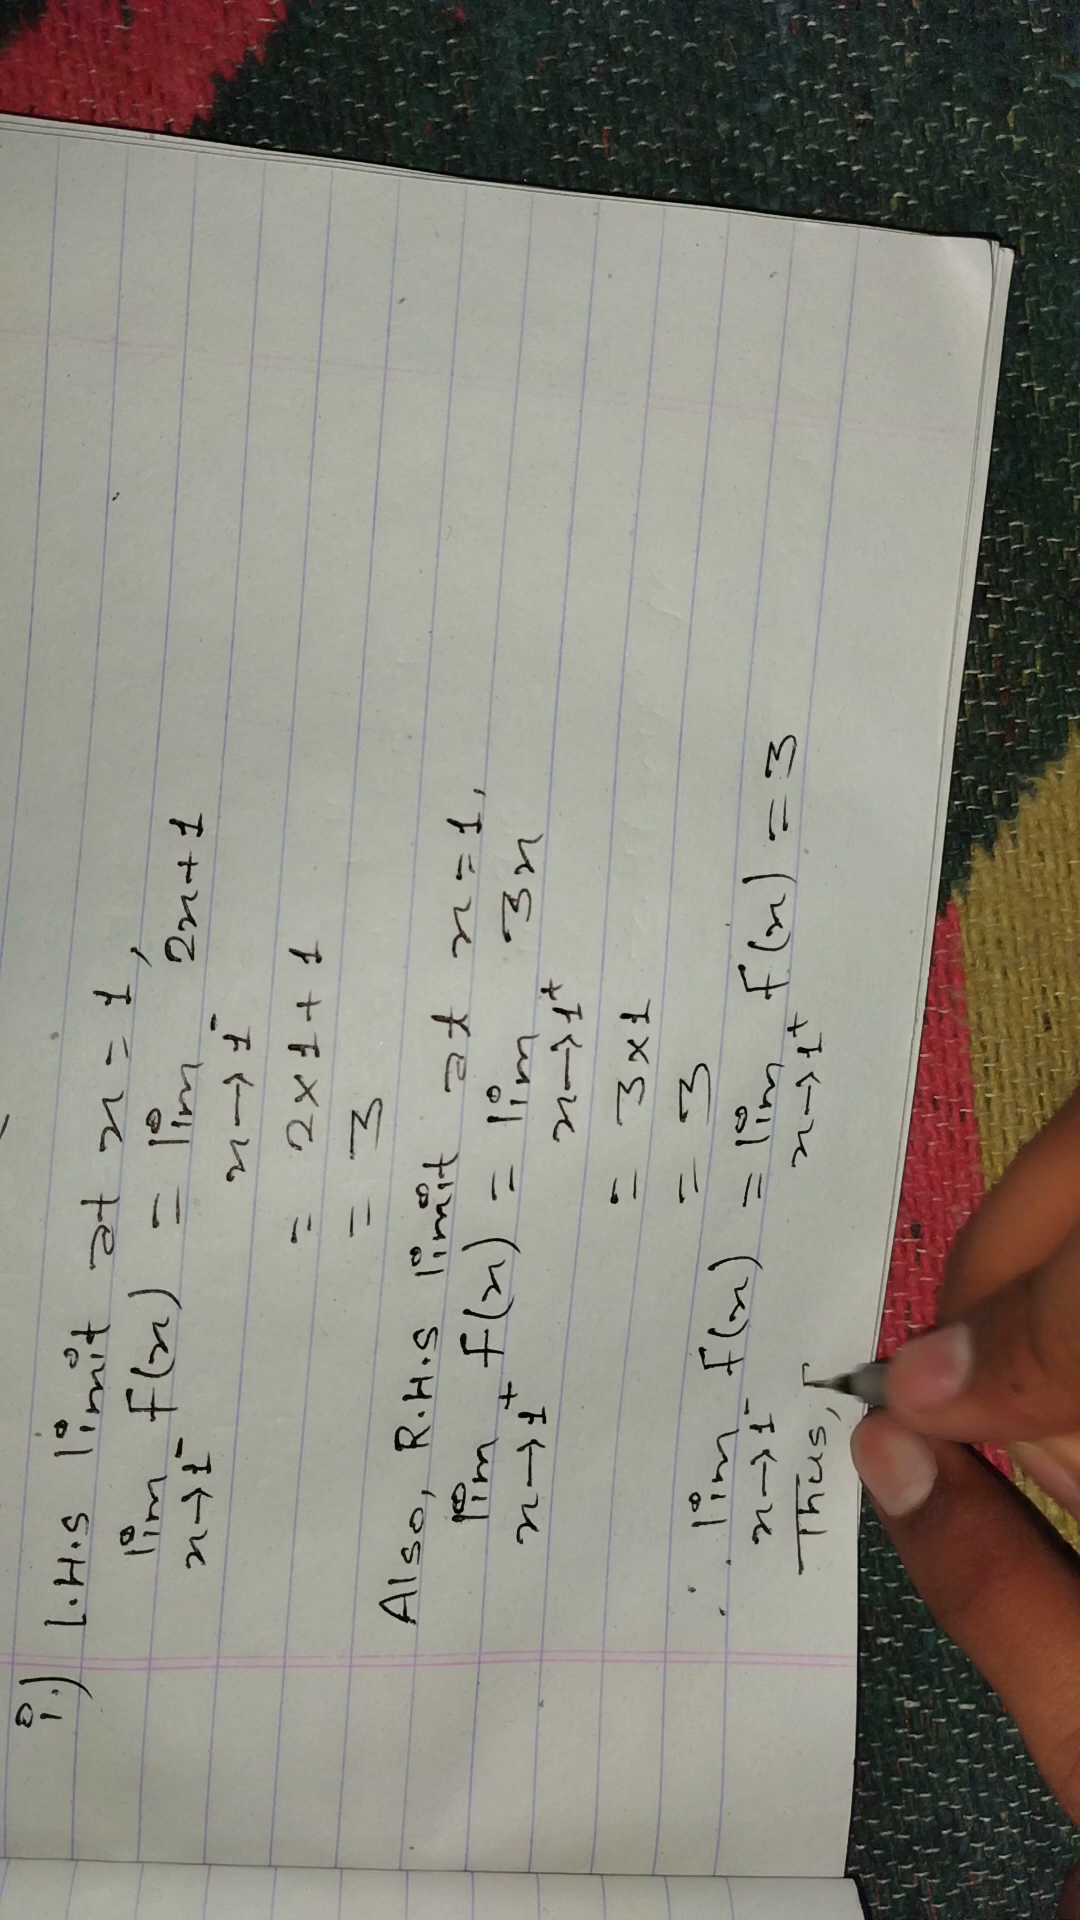 i.) L.H.S limit at x = 1,
lim f(x) = lim 2x+1
x→1⁻ x→1⁻
= 2×1+1
= 3
Also, R.H.S limit at x = 1,
lim f(x) = lim 3x
x→1⁺ x→1⁺
= 3×1
= 3
∴ lim f(x) = lim f(x) = 3
x→1⁻ x→1⁺
Thus,